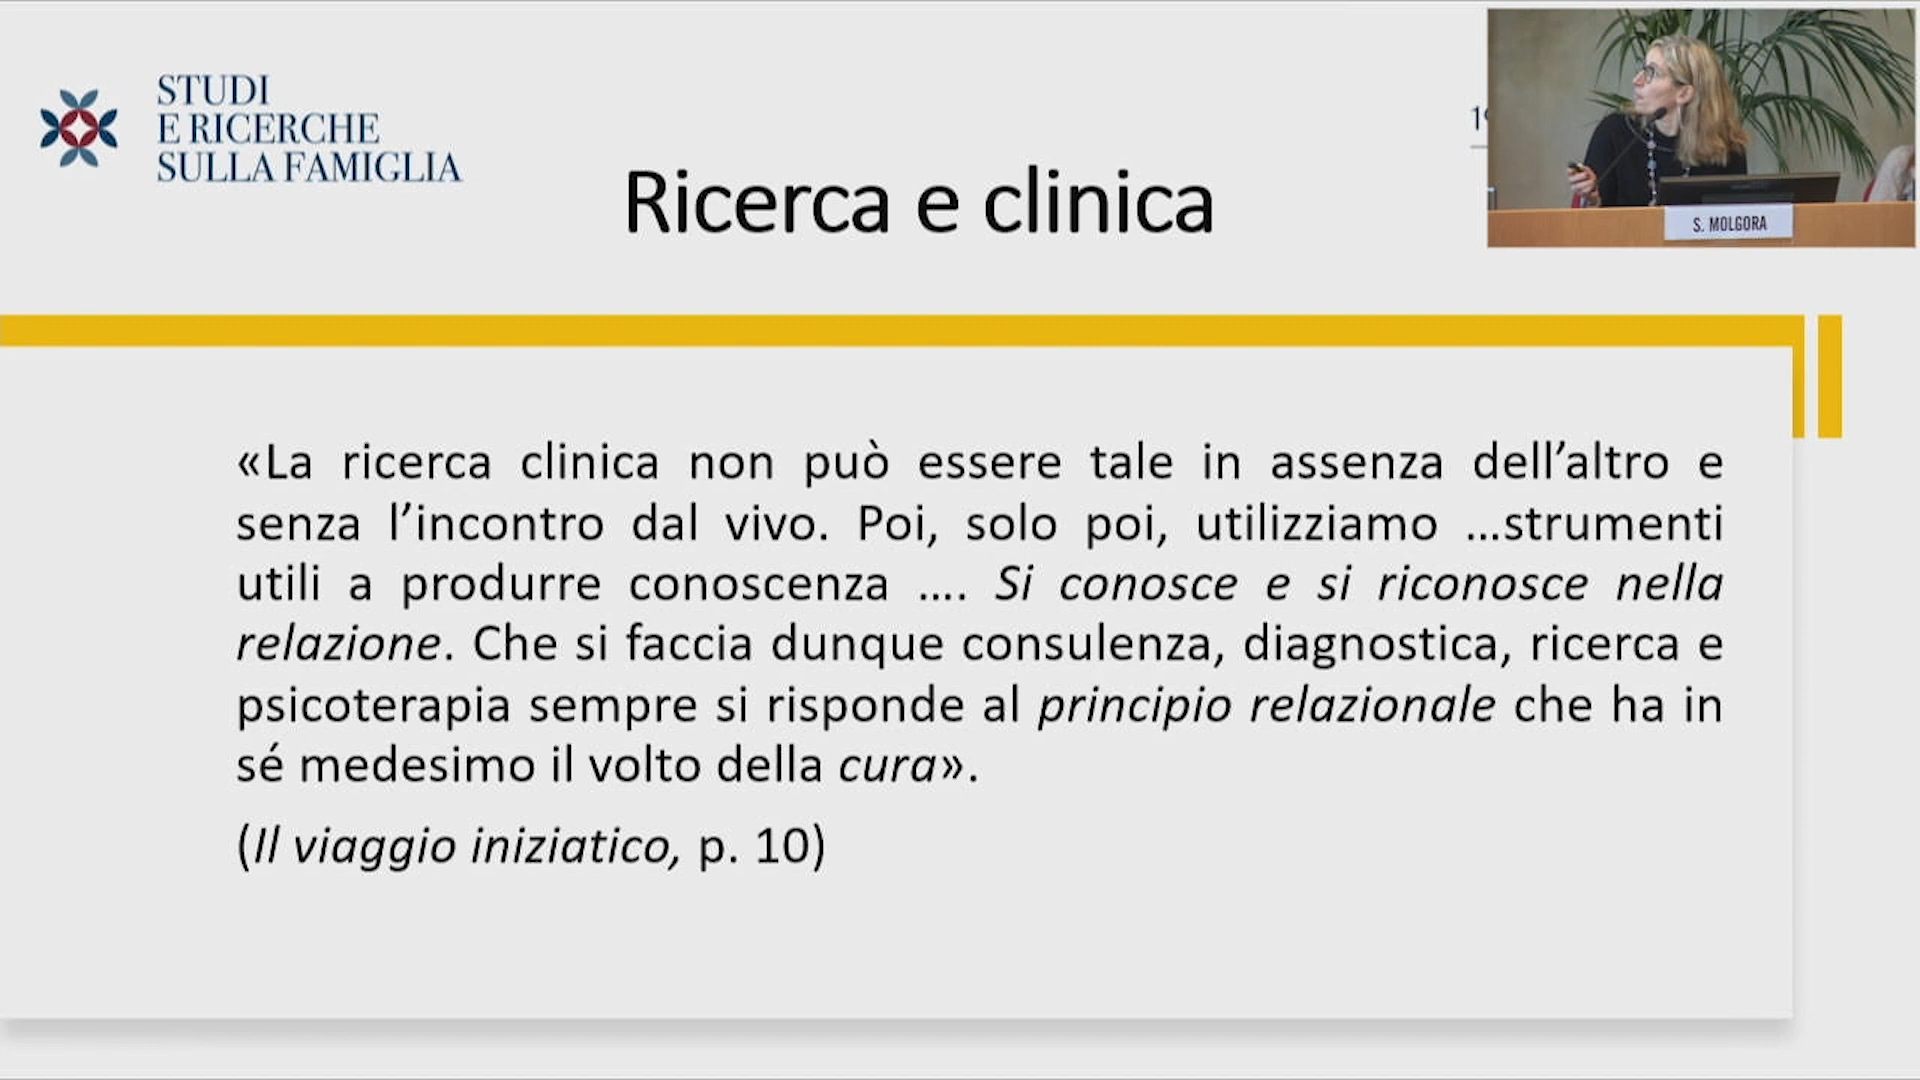 STUDI
E RICERCHE
SULLA FAMIGLIA
Ricerca e clinica
S. MOLGORA
«La ricerca clinica non può essere tale in assenza dell’altro e
senza l’incontro dal vivo. Poi, solo poi, utilizziamo …strumenti
utili a produrre conoscenza …. Si conosce e si riconosce nella
relazione. Che si faccia dunque consulenza, diagnostica, ricerca e
psicoterapia sempre si risponde al principio relazionale che ha in
sé medesimo il volto della cura».
(Il viaggio iniziatico, p. 10)